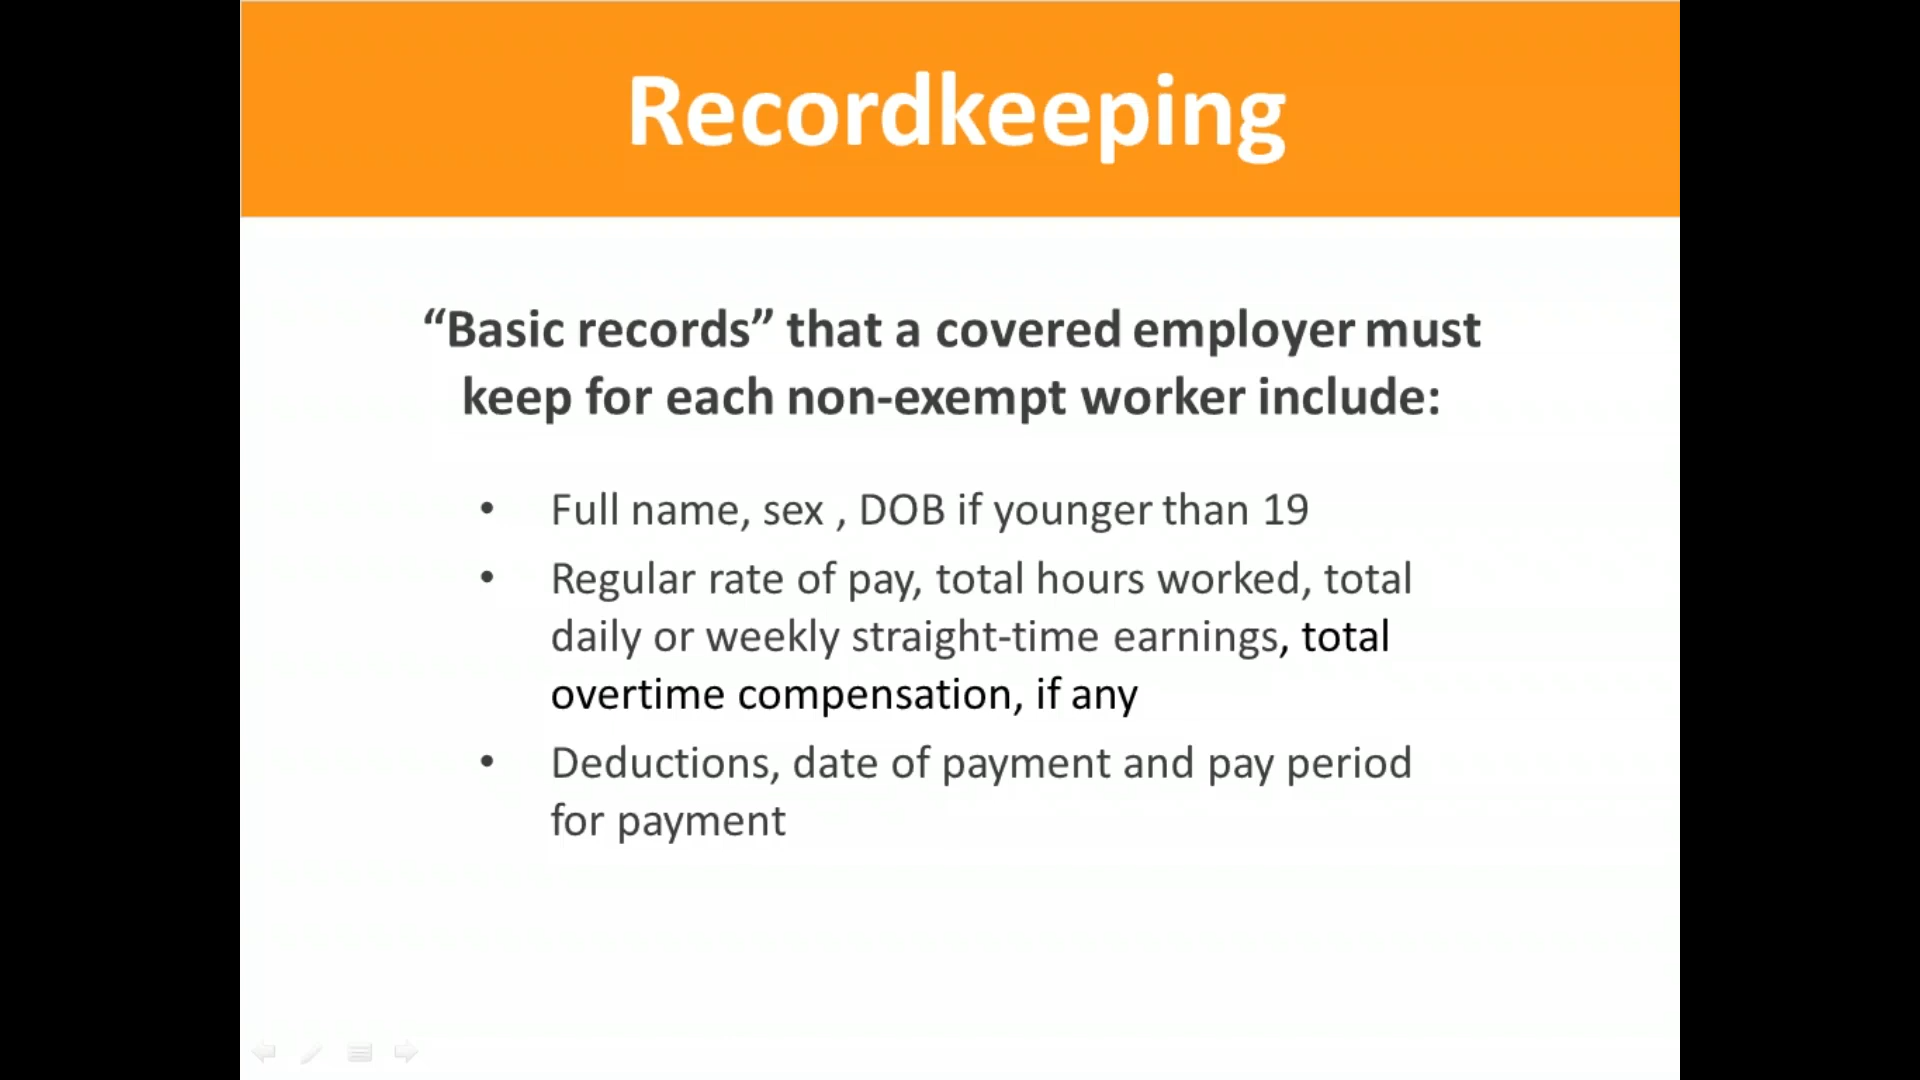 Recordkeeping
“Basic records” that a covered employer must
keep for each non-exempt worker include:
• Full name, sex , DOB if younger than 19
• Regular rate of pay, total hours worked, total
daily or weekly straight-time earnings, total
overtime compensation, if any
• Deductions, date of payment and pay period
for payment